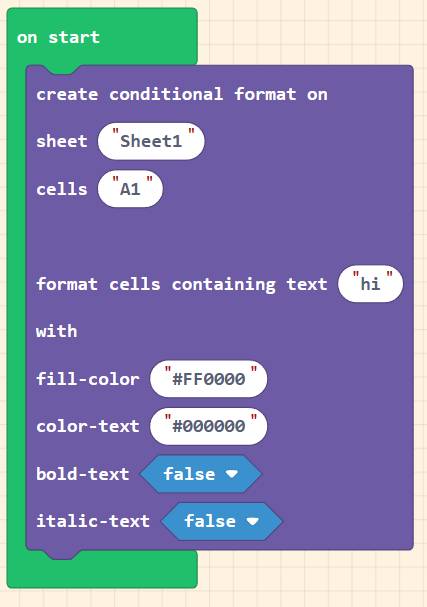 on start
create conditional format on
sheet "Sheet1"
cells "A1"
format cells containing text "hi"
with
fill-color "#FF0000"
color-text "#000000"
bold-text false
italic-text false